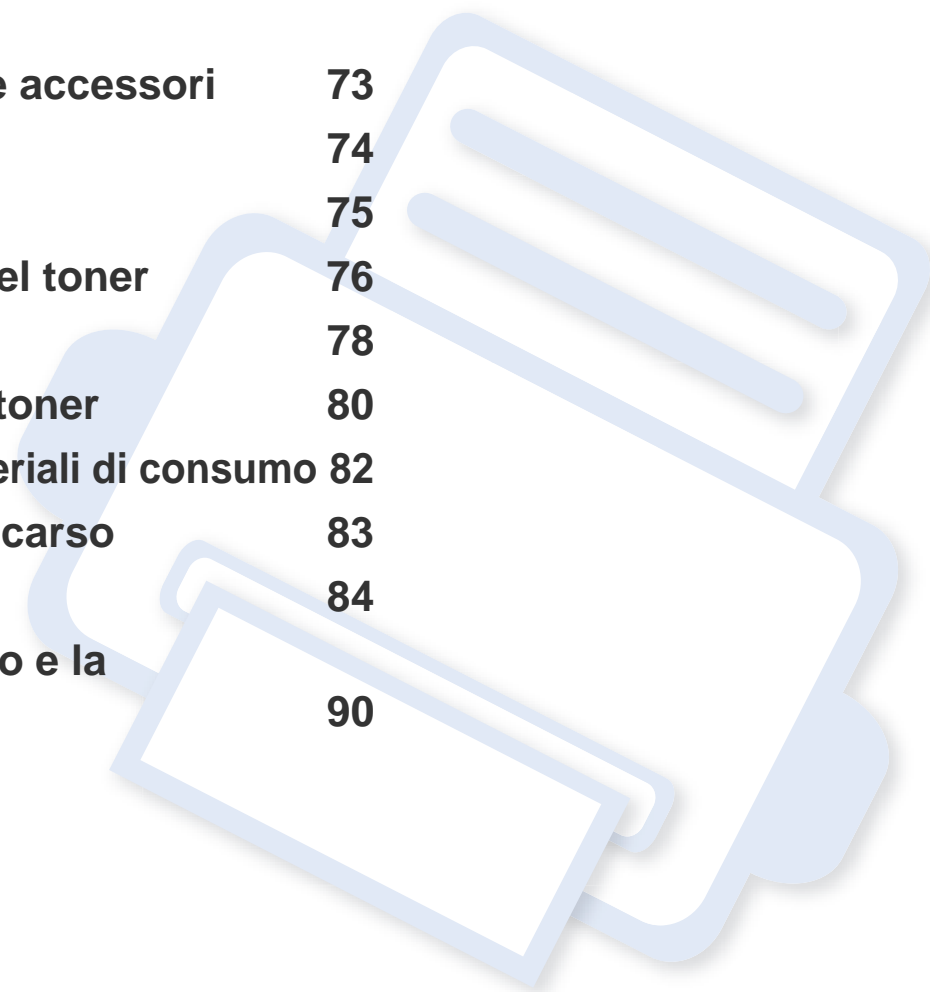 e accessori 73
74
75
el toner 76
78
toner 80
eriali di consumo 82
carso 83
84
o e la
90